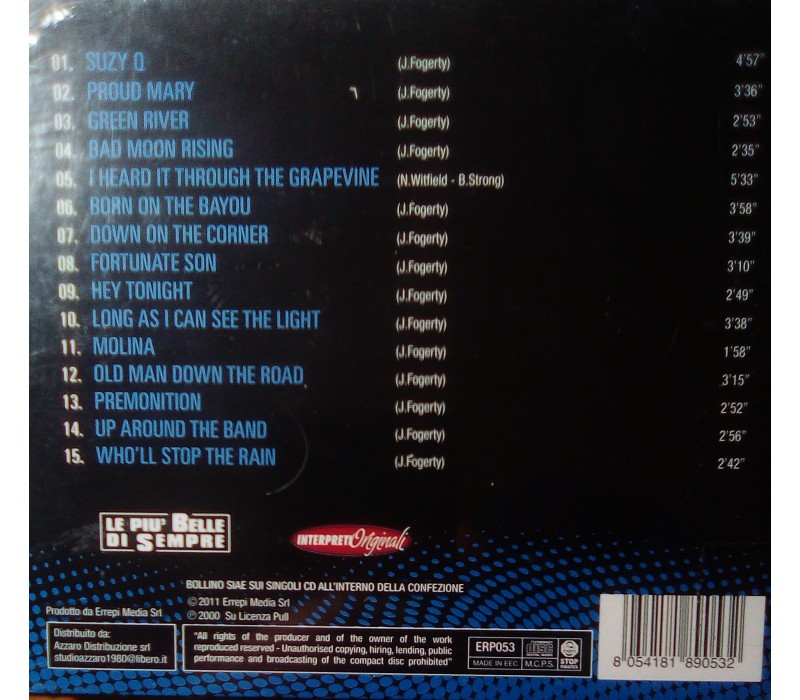 01. SUZY Q (J.Fogerty) 4'57"
02. PROUD MARY (J.Fogerty) 3'36"
03. GREEN RIVER (J.Fogerty) 2'53"
04. BAD MOON RISING (J.Fogerty) 2'35"
05. I HEARD IT THROUGH THE GRAPEVINE (N.Witfield - B.Strong) 5'33"
06. BORN ON THE BAYOU (J.Fogerty) 3'58"
07. DOWN ON THE CORNER (J.Fogerty) 3'39"
08. FORTUNATE SON (J.Fogerty) 3'10"
09. HEY TONIGHT (J.Fogerty) 2'49"
10. LONG AS I CAN SEE THE LIGHT (J.Fogerty) 3'38"
11. MOLINA (J.Fogerty) 1'58"
12. OLD MAN DOWN THE ROAD (J.Fogerty) 3'15"
13. PREMONITION (J.Fogerty) 2'52"
14. UP AROUND THE BAND (J.Fogerty) 2'56"
15. WHO'LL STOP THE RAIN (J.Fogerty) 2'42"
LE PIU' BELLE
DI SEMPRE
INTERPRETI Originali
BOLLINO SIAE SUI SINGOLI CD ALL'INTERNO DELLA CONFEZIONE
Prodotto da Errepi Media Srl
© 2011 Errepi Media Srl
℗ 2000 Su Licenza Pull
Distribuito da:
Azzaro Distribuzione srl
studioazzaro1980@libero.it
"All rights of the producer and of the owner of the work
reproduced reserved - Unauthorised copying, hiring, lending, public
performance and broadcasting of the compact disc prohibited"
ERP053
MADE IN EEC
disc
M.C.P.S.
STOP
PIRATES
8 054181 890532